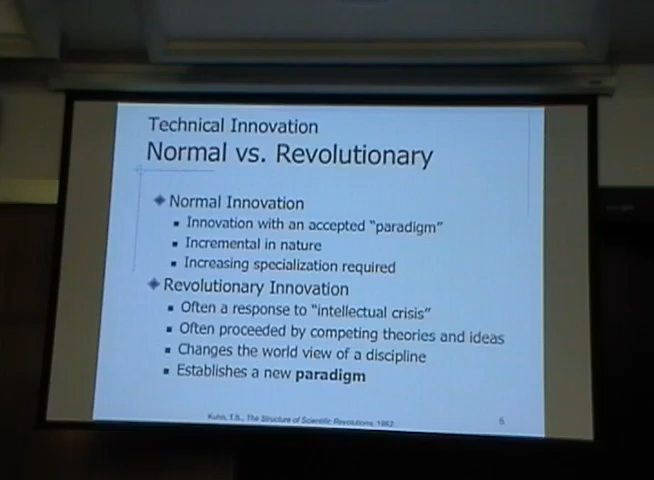 Technical Innovation
Normal vs. Revolutionary
Normal Innovation
Innovation with an accepted "paradigm"
Incremental in nature
Increasing specialization required
Revolutionary Innovation
Often a response to "intellectual crisis"
Often proceeded by competing theories and ideas
Changes the world view of a discipline
Establishes a new paradigm
Kuhn, T.S., The Structure of Scientific Revolutions, 1962
6